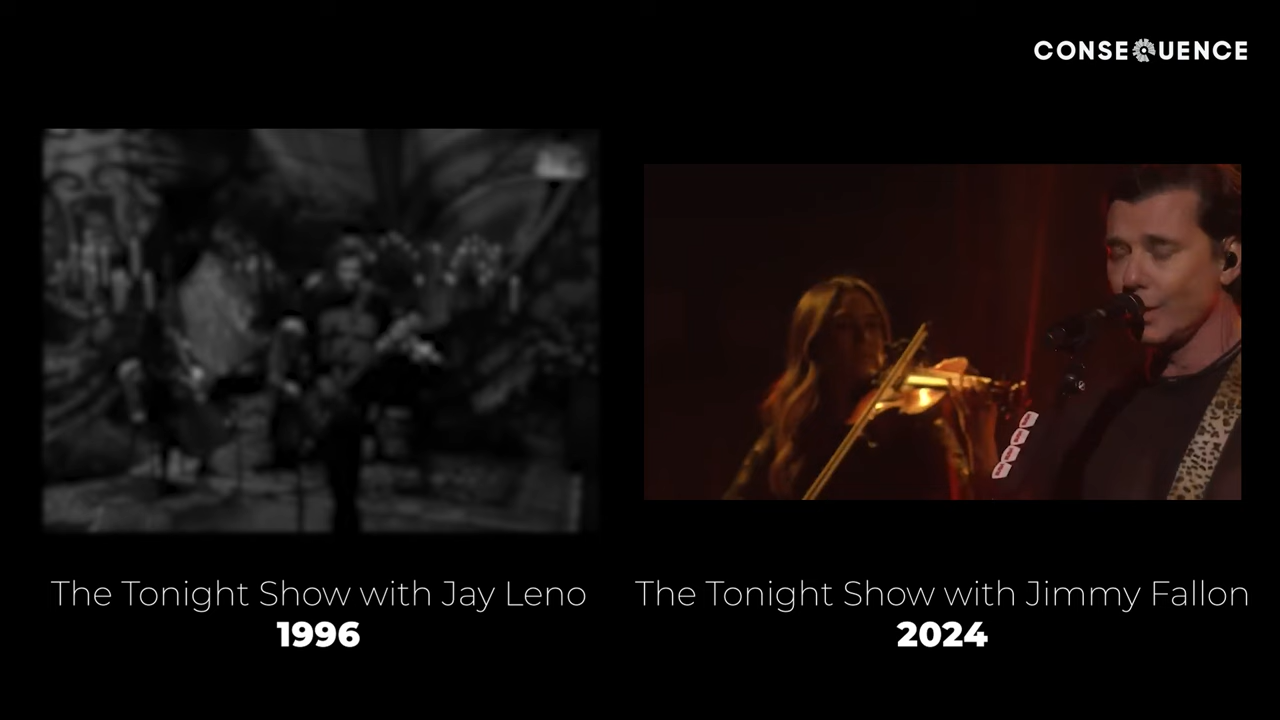 CONSEQUENCE
The Tonight Show with Jay Leno
1996
The Tonight Show with Jimmy Fallon
2024